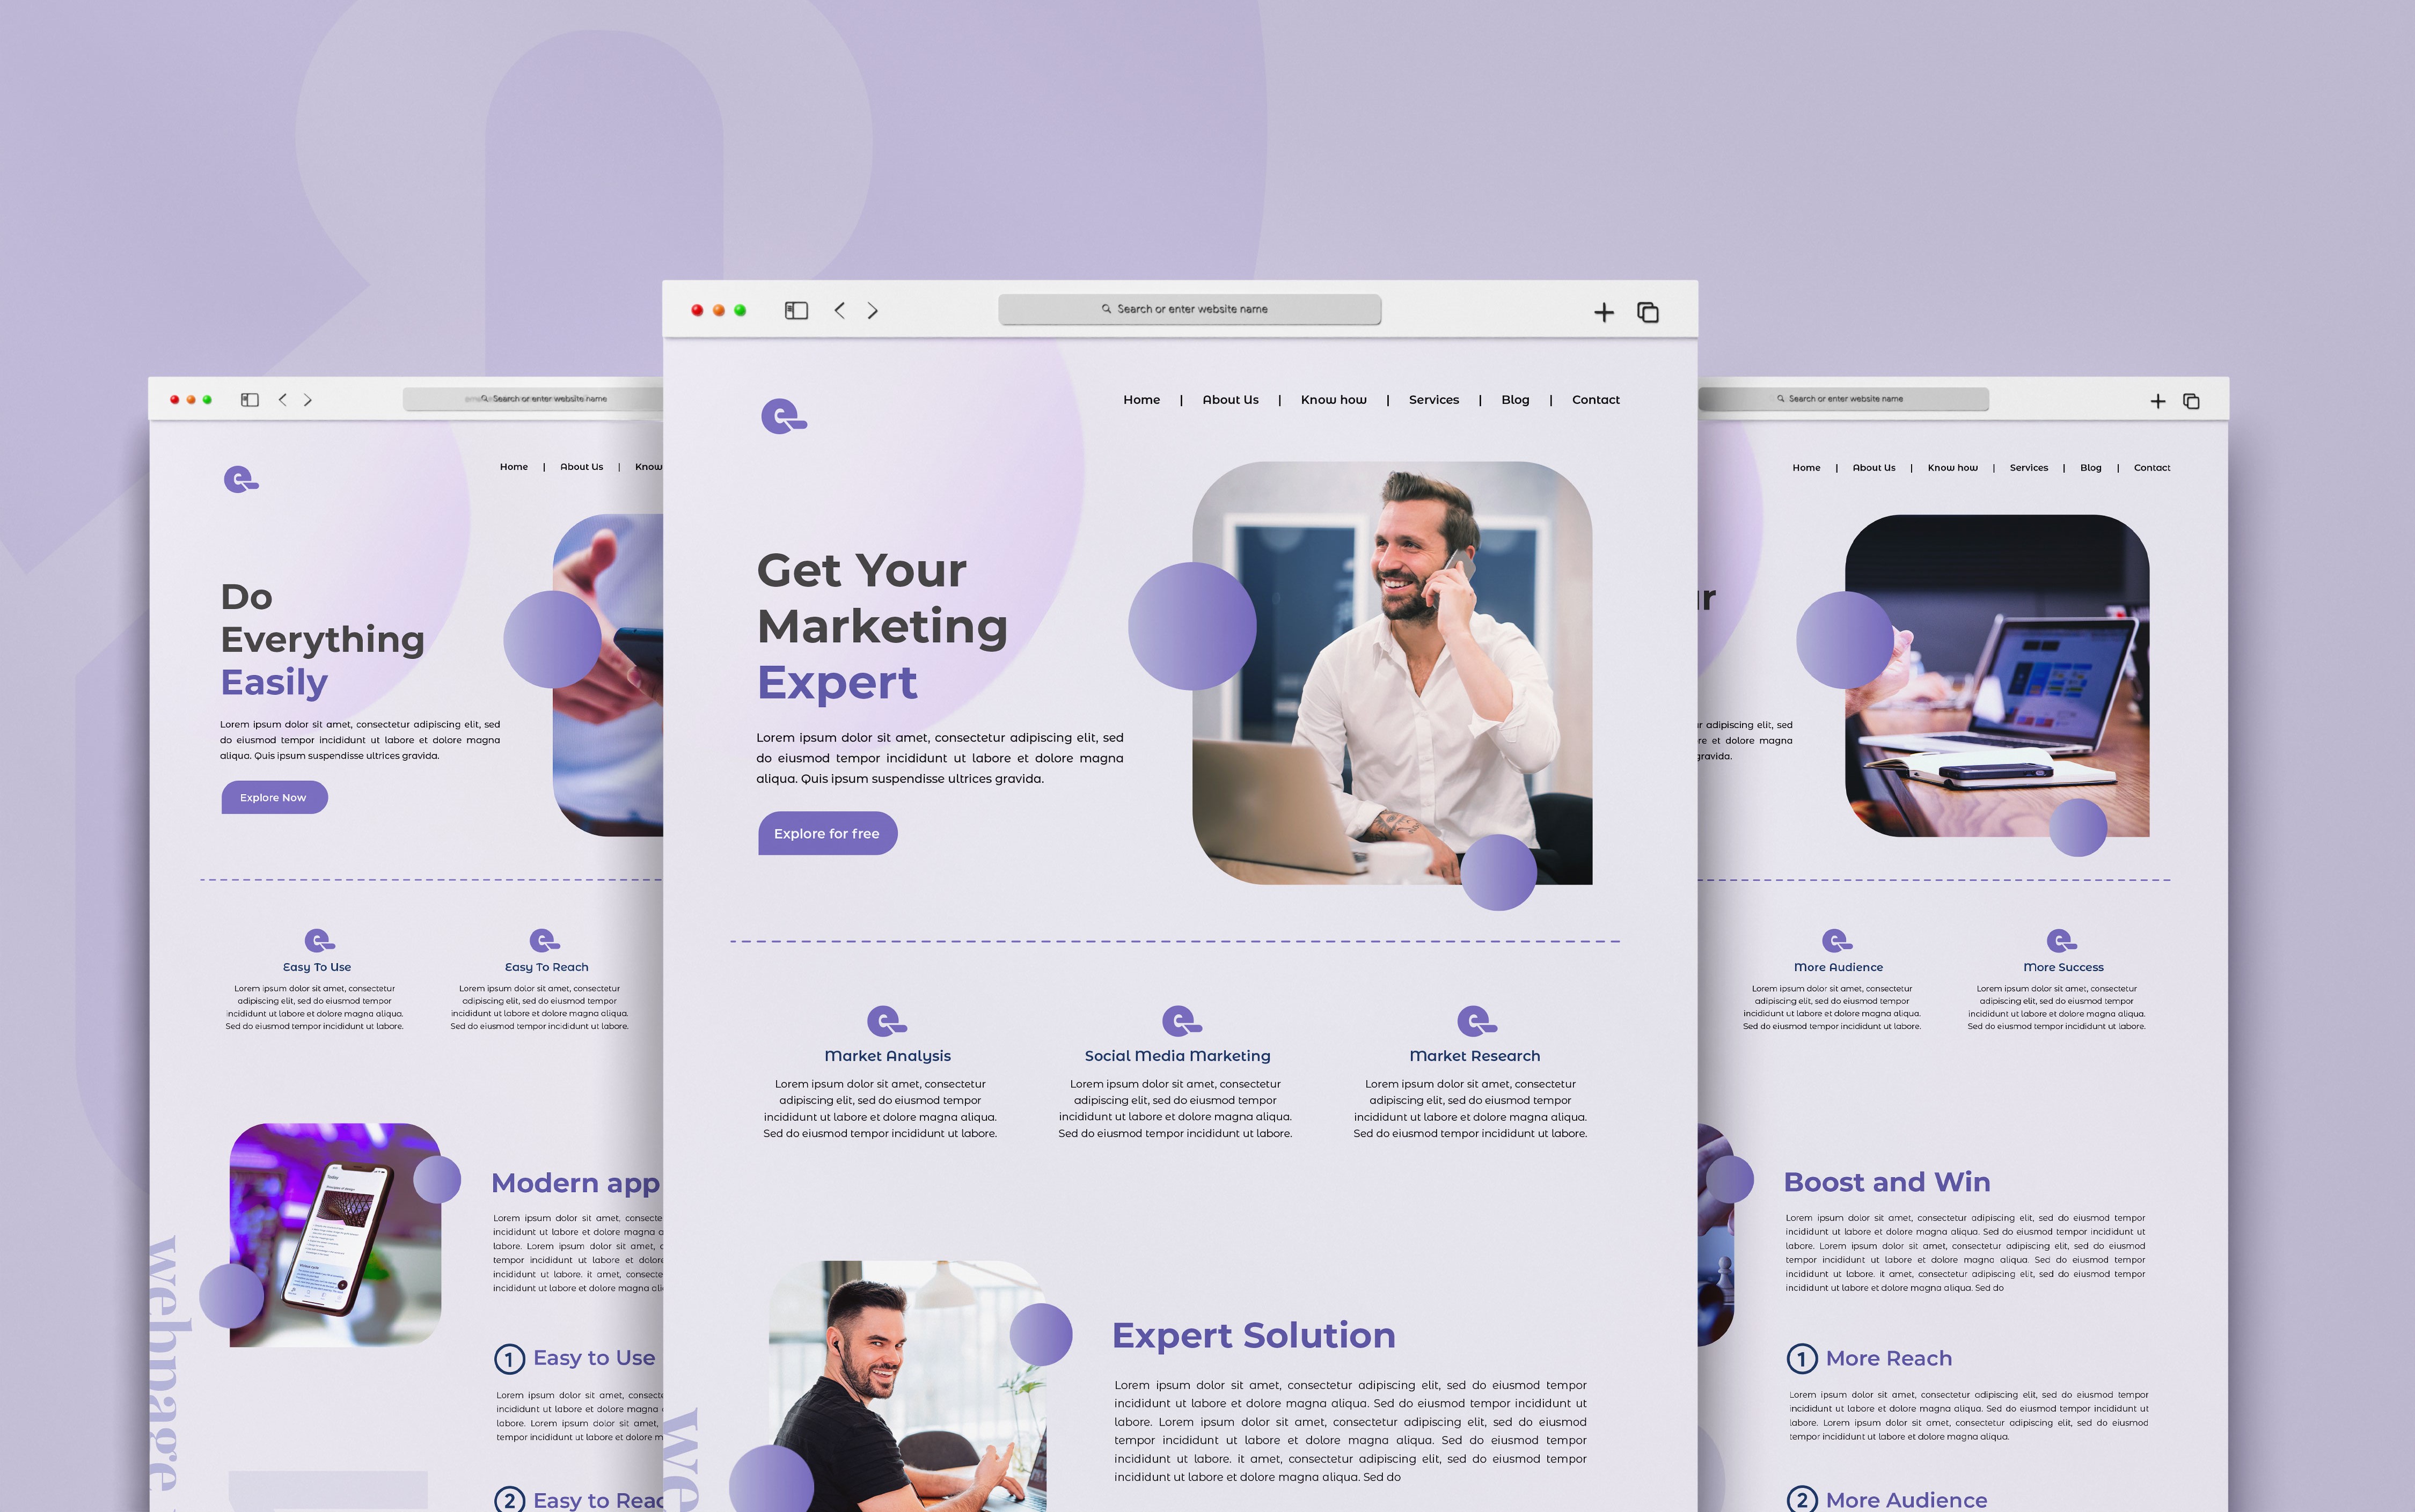 Search or enter website name
Home | About Us | Know how | Services | Blog | Contact
Get Your
Marketing
Expert
Lorem ipsum dolor sit amet, consectetur adipiscing elit, sed
do eiusmod tempor incididunt ut labore et dolore magna
aliqua. Quis ipsum suspendisse ultrices gravida.
Explore for free
Market Analysis
Lorem ipsum dolor sit amet, consectetur
adipiscing elit, sed do eiusmod tempor
incididunt ut labore et dolore magna aliqua.
Sed do eiusmod tempor incididunt ut labore.
Social Media Marketing
Lorem ipsum dolor sit amet, consectetur
adipiscing elit, sed do eiusmod tempor
incididunt ut labore et dolore magna aliqua.
Sed do eiusmod tempor incididunt ut labore.
Market Research
Lorem ipsum dolor sit amet, consectetur
adipiscing elit, sed do eiusmod tempor
incididunt ut labore et dolore magna aliqua.
Sed do eiusmod tempor incididunt ut labore.
Expert Solution
Lorem ipsum dolor sit amet, consectetur adipiscing elit, sed do eiusmod tempor
incididunt ut labore et dolore magna aliqua. Sed do eiusmod tempor incididunt ut
labore. Lorem ipsum dolor sit amet, consectetur adipiscing elit, sed do eiusmod
tempor incididunt ut labore et dolore magna aliqua. Sed do eiusmod tempor
incididunt ut labore. it amet, consectetur adipiscing elit, sed do eiusmod tempor
incididunt ut labore et dolore magna aliqua. Sed do
we
Search or enter website name
Home | About Us | Know
Do
Everything
Easily
Lorem ipsum dolor sit amet, consectetur adipiscing elit, sed
do eiusmod tempor incididunt ut labore et dolore magna
aliqua. Quis ipsum suspendisse ultrices gravida.
Explore Now
Easy To Use
Lorem ipsum dolor sit amet, consectetur
adipiscing elit, sed do eiusmod tempor
incididunt ut labore et dolore magna aliqua.
Sed do eiusmod tempor incididunt ut labore.
Easy To Reach
Lorem ipsum dolor sit amet, consectetur
adipiscing elit, sed do eiusmod tempor
incididunt ut labore et dolore magna aliqua.
Sed do eiusmod tempor incididunt ut labore.
Modern app
Lorem ipsum dolor sit amet, consecte
incididunt ut labore et dolore magna a
labore. Lorem ipsum dolor sit amet, c
tempor incididunt ut labore et dolore
incididunt ut labore. it amet, consecte
incididunt ut labore et dolore magna ali
1 Easy to Use
Lorem ipsum dolor sit amet, consecte
incididunt ut labore et dolore magna
labore. Lorem ipsum dolor sit amet,
tempor incididunt ut labore et dolore m
2 Easy to Reac
Search or enter website name
Home | About Us | Know how | Services | Blog | Contact
r
r adipiscing elit, sed
re et dolore magna
gravida.
More Audience
Lorem ipsum dolor sit amet, consectetur
adipiscing elit, sed do eiusmod tempor
incididunt ut labore et dolore magna aliqua.
Sed do eiusmod tempor incididunt ut labore.
More Success
Lorem ipsum dolor sit amet, consectetur
adipiscing elit, sed do eiusmod tempor
incididunt ut labore et dolore magna aliqua.
Sed do eiusmod tempor incididunt ut labore.
Boost and Win
Lorem ipsum dolor sit amet, consectetur adipiscing elit, sed do eiusmod tempor
incididunt ut labore et dolore magna aliqua. Sed do eiusmod tempor incididunt ut
labore. Lorem ipsum dolor sit amet, consectetur adipiscing elit, sed do eiusmod
tempor incididunt ut labore et dolore magna aliqua. Sed do eiusmod tempor
incididunt ut labore. it amet, consectetur adipiscing elit, sed do eiusmod tempor
incididunt ut labore et dolore magna aliqua. Sed do
1 More Reach
Lorem ipsum dolor sit amet, consectetur adipiscing elit, sed do eiusmod tempor
incididunt ut labore et dolore magna aliqua. Sed do eiusmod tempor incididunt ut
labore. Lorem ipsum dolor sit amet, consectetur adipiscing elit, sed do eiusmod
tempor incididunt ut labore et dolore magna aliqua.
2 More Audience